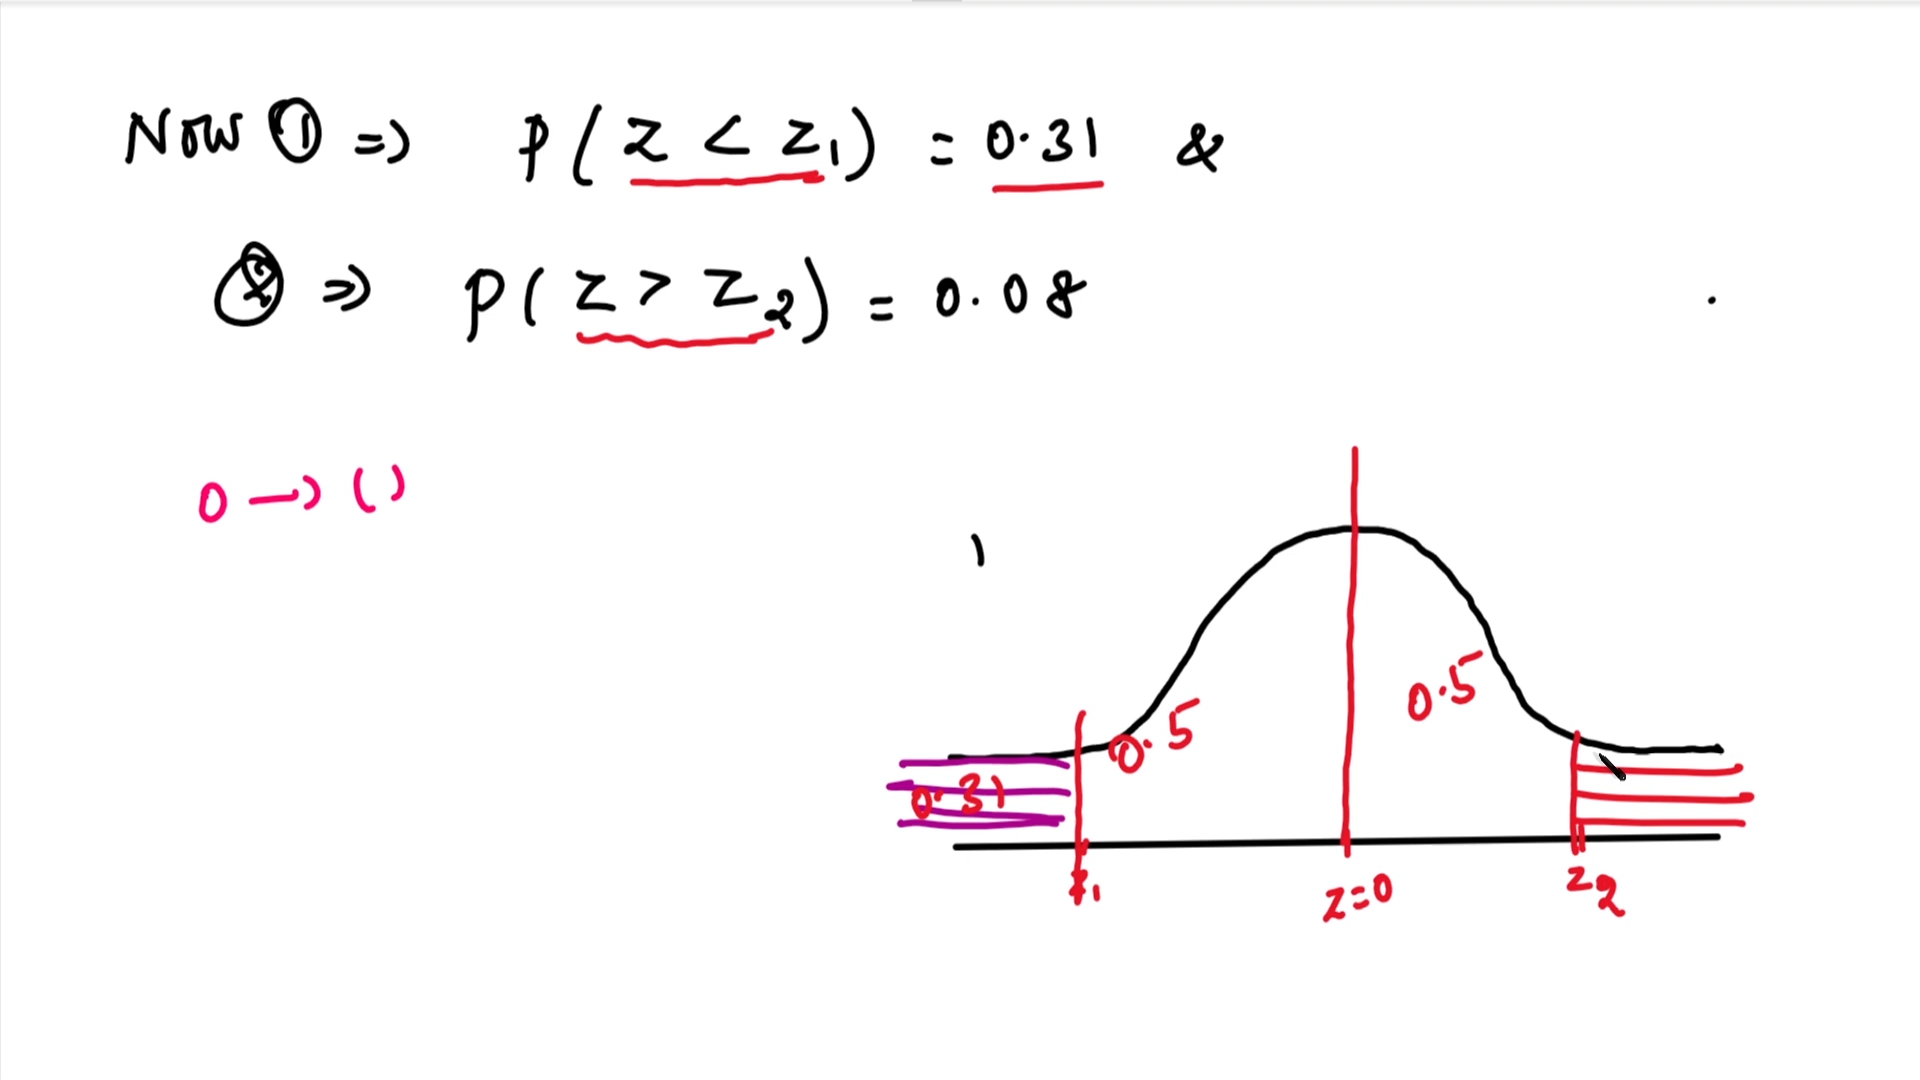 Now ① => P( Z < Z₁ ) = 0.31 &
② => P( Z > Z₂ ) = 0.08
0 → ( )
0.5
0.5
0.31
Z₁
Z=0
Z₂